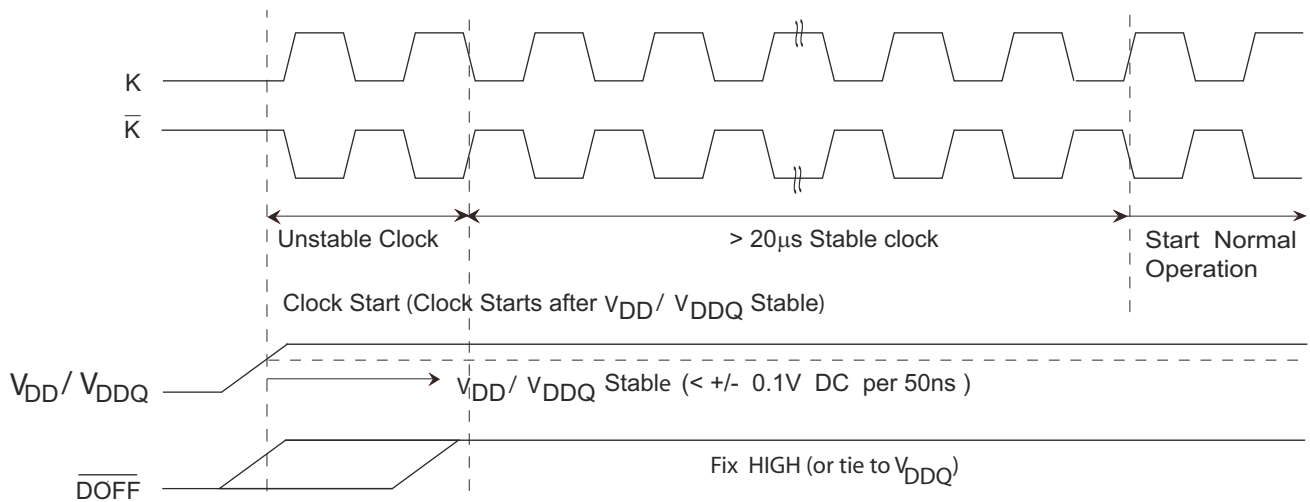 K
K̅
Unstable Clock
> 20μs Stable clock
Start Normal
Operation
Clock Start (Clock Starts after VDD / VDDQ Stable)
VDD / VDDQ
VDD / VDDQ Stable (< +/- 0.1V DC per 50ns )
Fix HIGH (or tie to VDDQ)
D̅O̅F̅F̅